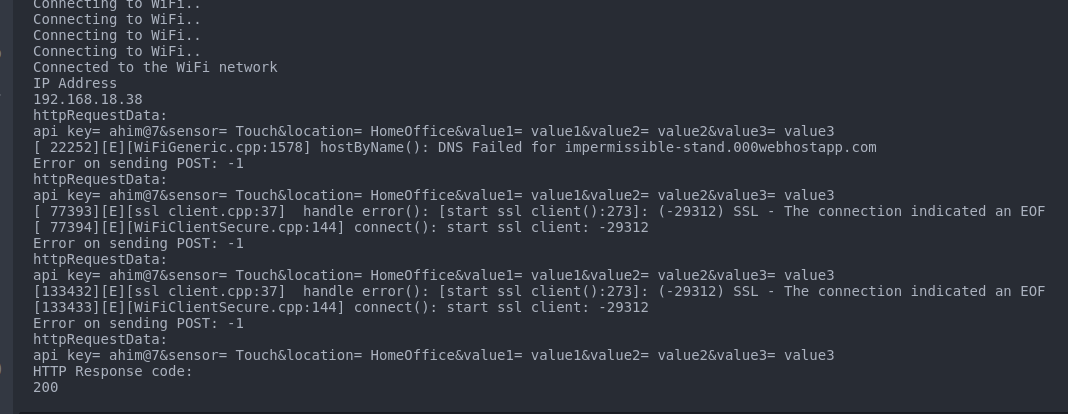 Connecting to WiFi..
Connecting to WiFi..
Connecting to WiFi..
Connecting to WiFi..
Connected to the WiFi network
IP Address
192.168.18.38
httpRequestData:
api key= ahim@7&sensor= Touch&location= HomeOffice&value1= value1&value2= value2&value3= value3
[ 22252][E][WiFiGeneric.cpp:1578] hostByName(): DNS Failed for impermissible-stand.000webhostapp.com
Error on sending POST: -1
httpRequestData:
api key= ahim@7&sensor= Touch&location= HomeOffice&value1= value1&value2= value2&value3= value3
[ 77393][E][ssl client.cpp:37]  handle error(): [start ssl client():273]: (-29312) SSL - The connection indicated an EOF
[ 77394][E][WiFiClientSecure.cpp:144] connect(): start ssl client: -29312
Error on sending POST: -1
httpRequestData:
api key= ahim@7&sensor= Touch&location= HomeOffice&value1= value1&value2= value2&value3= value3
[133432][E][ssl client.cpp:37]  handle error(): [start ssl client():273]: (-29312) SSL - The connection indicated an EOF
[133433][E][WiFiClientSecure.cpp:144] connect(): start ssl client: -29312
Error on sending POST: -1
httpRequestData:
api key= ahim@7&sensor= Touch&location= HomeOffice&value1= value1&value2= value2&value3= value3
HTTP Response code:
200